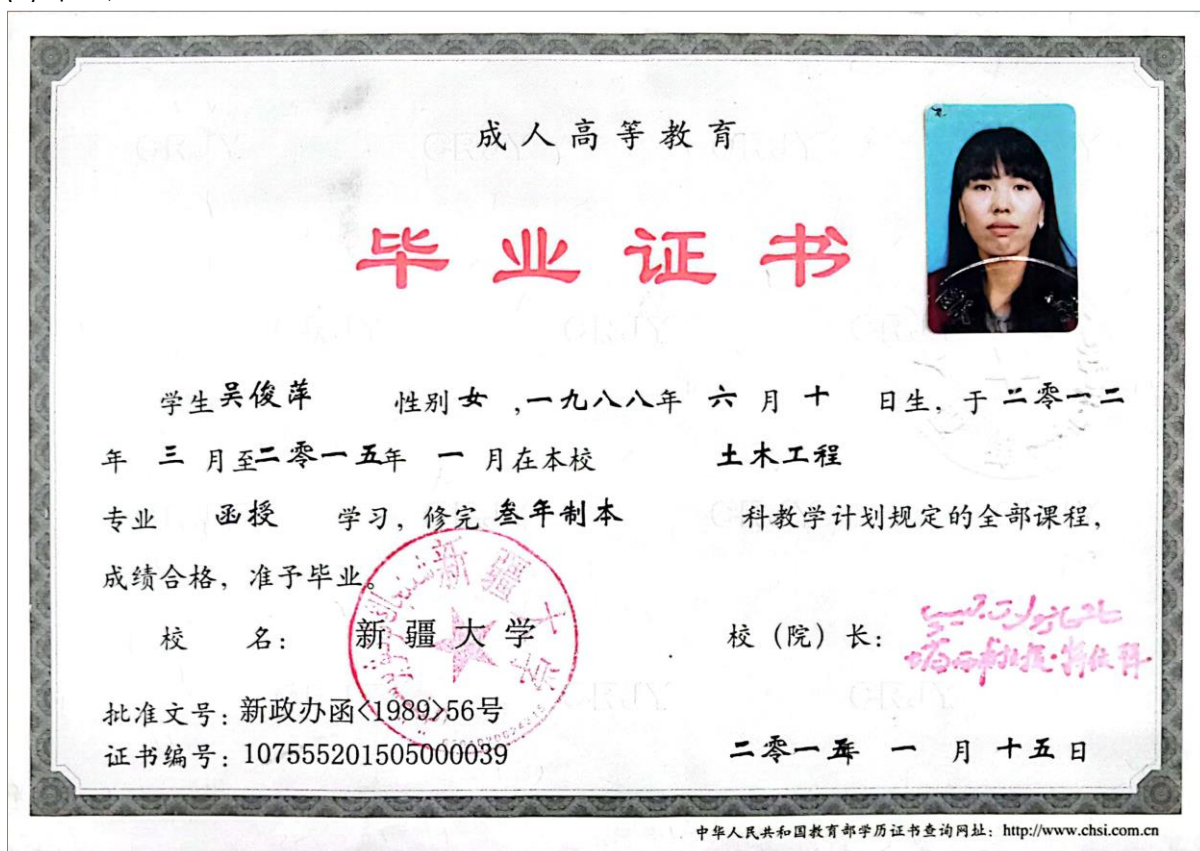 成人高等教育
毕业证书
学生吴俊萍 性别女，一九八八年 六月十 日生，于二零一二
年 三 月至二零一五年 一 月在本校 土木工程
专业 函授 学习，修完叁年制本 科教学计划规定的全部课程，
成绩合格，准予毕业。
校 名： 新疆大学
校（院）长：
批准文号：新政办函<1989>56号
证书编号：107555201505000039
二零一五年 一 月 十五日
中华人民共和国教育部学历证书查询网址：http://www.chsi.com.cn